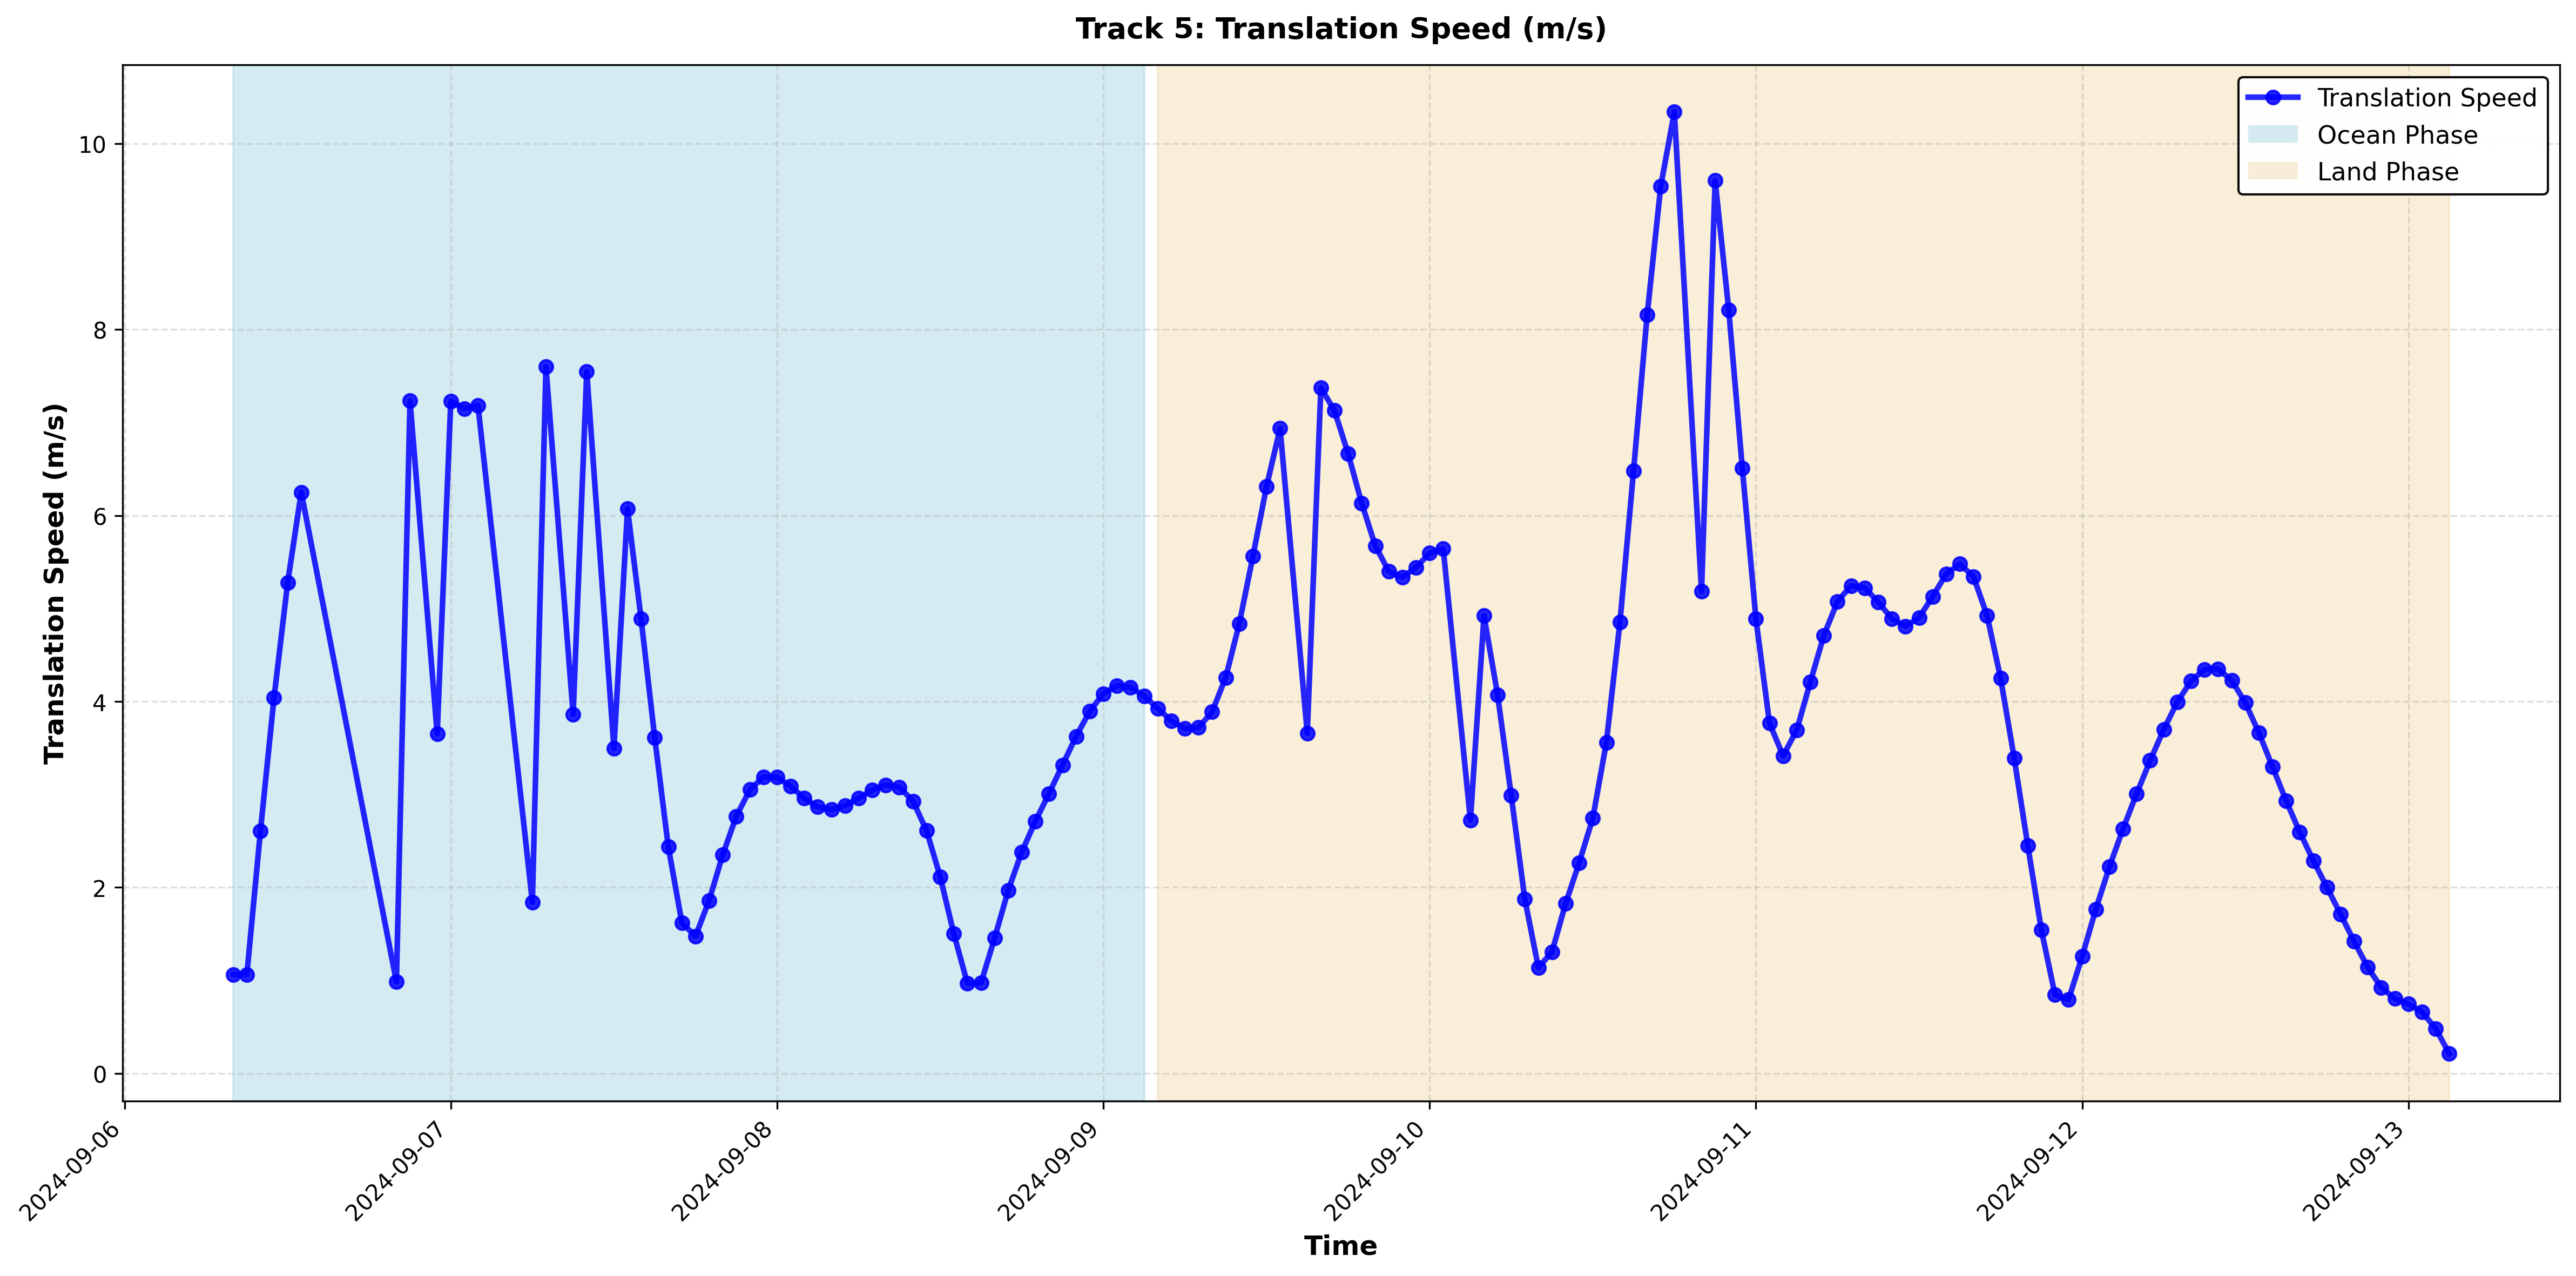 Track 5: Translation Speed (m/s)
Translation Speed (m/s)
10
8
6
4
2
0
Translation Speed
Ocean Phase
Land Phase
2024-09-06
2024-09-07
2024-09-08
2024-09-09
2024-09-10
2024-09-11
2024-09-12
2024-09-13
Time